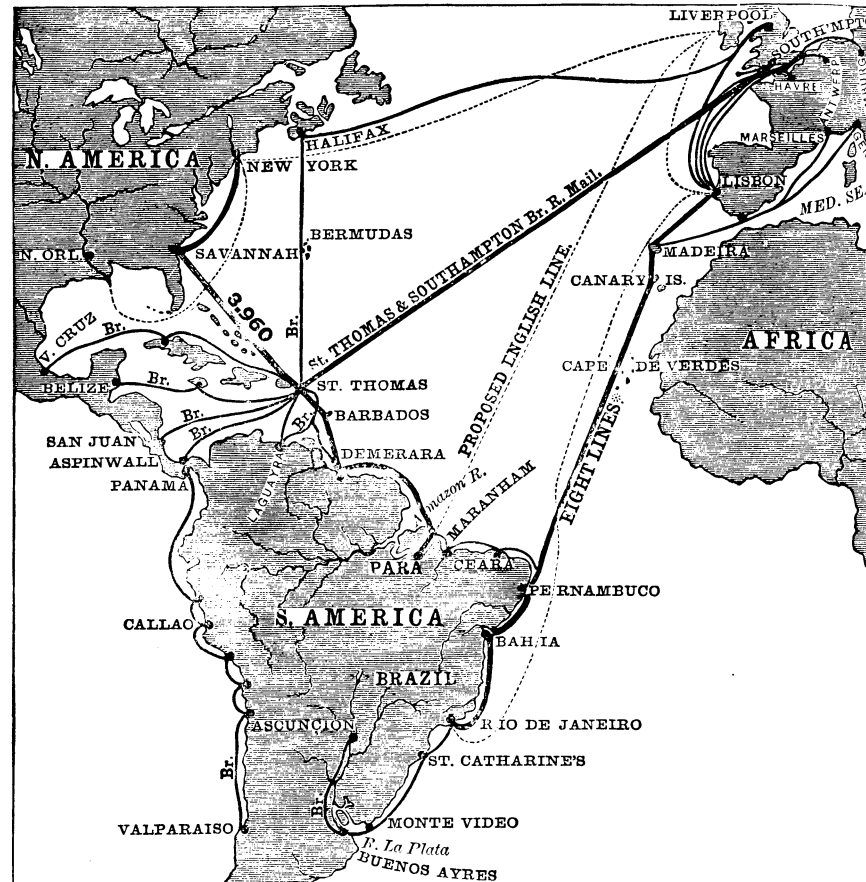 LIVERPOOL
SOUTH'MPT
HAVRE
ANTWERP
HALIFAX
N. AMERICA
NEW YORK
MARSEILLES
LISBON
MED. SE
BERMUDAS
SAVANNAH
N. ORL.
MADEIRA
CANARY IS.
St. THOMAS & SOUTHAMPTON Br. R. Mail.
3.960
Br.
V. CRUZ
Br.
PROPOSED ENGLISH LINE.
AFRICA
CAPE DE VERDES
BELIZE
Br.
ST. THOMAS
Br.
Br.
Br.
BARBADOS
SAN JUAN
ASPINWALL
PANAMA
LAGUAYRA
DEMERARA
Amazon R.
MARANHAM
EIGHT LINES
PARA
CEARA
PERNAMBUCO
S. AMERICA
CALLAO
BAHIA
BRAZIL
ASCUNCION
RIO DE JANEIRO
ST. CATHARINE'S
Br.
Br.
VALPARAISO
MONTE VIDEO
R. La Plata
BUENOS AYRES